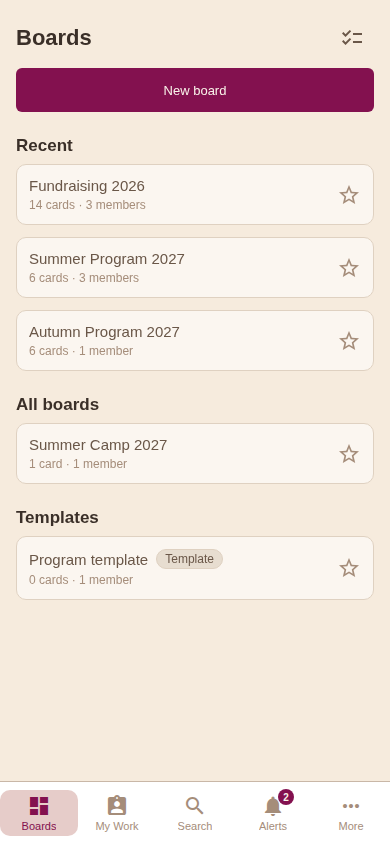 Boards
New board
Recent
Fundraising 2026
14 cards · 3 members
Summer Program 2027
6 cards · 3 members
Autumn Program 2027
6 cards · 1 member
All boards
Summer Camp 2027
1 card · 1 member
Templates
Program template Template
0 cards · 1 member
2
Boards My Work Search Alerts More